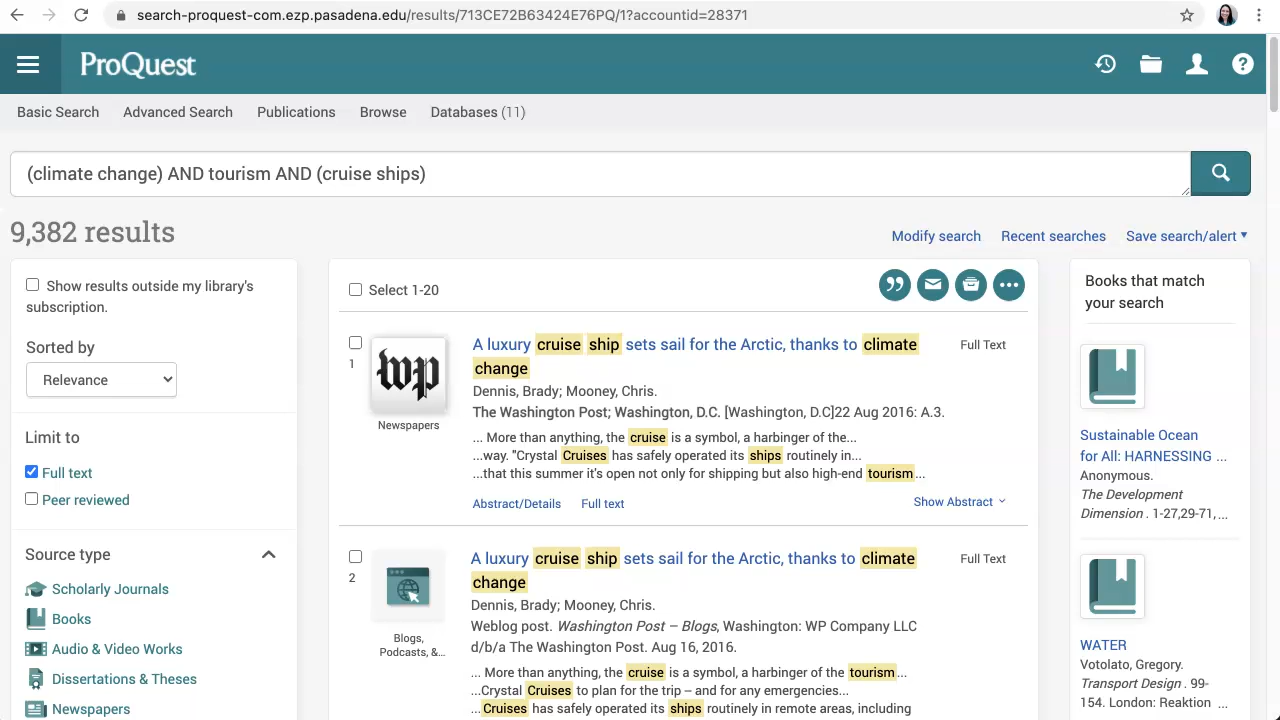 search-proquest-com.ezp.pasadena.edu/results/713CE72B63424E76PQ/1?accountid=28371
ProQuest
Basic Search Advanced Search Publications Browse Databases (11)
(climate change) AND tourism AND (cruise ships)
9,382 results
Modify search Recent searches Save search/alert
Show results outside my library's
subscription.
Sorted by
Relevance
Limit to
Full text
Peer reviewed
Source type
Scholarly Journals
Books
Audio & Video Works
Dissertations & Theses
Newspapers
Select 1-20
1
wp
Newspapers
A luxury cruise ship sets sail for the Arctic, thanks to climate
change
Full Text
Dennis, Brady; Mooney, Chris.
The Washington Post; Washington, D.C. [Washington, D.C]22 Aug 2016: A.3.
... More than anything, the cruise is a symbol, a harbinger of the...
...way. "Crystal Cruises has safely operated its ships routinely in...
...that this summer it's open not only for shipping but also high-end tourism...
Abstract/Details Full text Show Abstract
2
Blogs,
Podcasts, &...
A luxury cruise ship sets sail for the Arctic, thanks to climate
change
Full Text
Dennis, Brady; Mooney, Chris.
Weblog post. Washington Post – Blogs, Washington: WP Company LLC
d/b/a The Washington Post. Aug 16, 2016.
... More than anything, the cruise is a symbol, a harbinger of the tourism...
...Crystal Cruises to plan for the trip – and for any emergencies...
...Cruises has safely operated its ships routinely in remote areas, including
Books that match
your search
Sustainable Ocean
for All: HARNESSING ...
Anonymous.
The Development
Dimension . 1-27,29-71, ...
WATER
Votolato, Gregory.
Transport Design . 99-
154. London: Reaktion ...